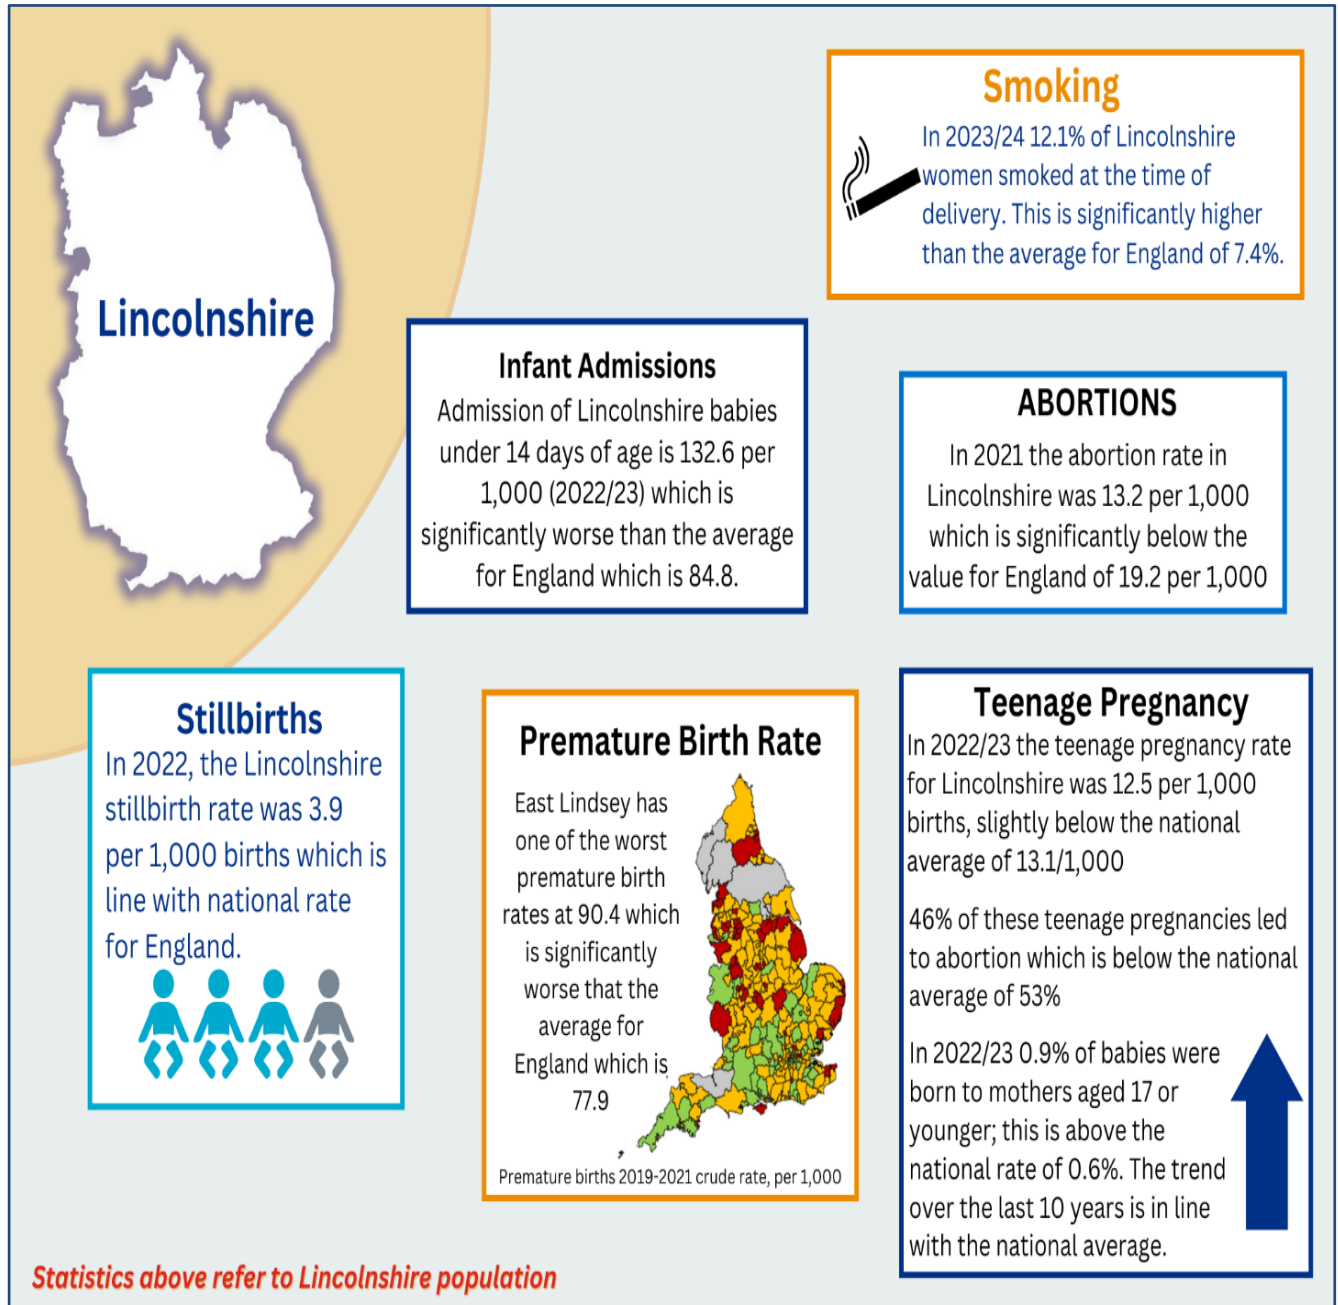 Lincolnshire
Smoking
In 2023/24 12.1% of Lincolnshire
women smoked at the time of
delivery. This is significantly higher
than the average for England of 7.4%.
Infant Admissions
Admission of Lincolnshire babies
under 14 days of age is 132.6 per
1,000 (2022/23) which is
significantly worse than the average
for England which is 84.8.
ABORTIONS
In 2021 the abortion rate in
Lincolnshire was 13.2 per 1,000
which is significantly below the
value for England of 19.2 per 1,000
Stillbirths
In 2022, the Lincolnshire
stillbirth rate was 3.9
per 1,000 births which is
line with national rate
for England.
Premature Birth Rate
East Lindsey has
one of the worst
premature birth
rates at 90.4 which
is significantly
worse that the
average for
England which is
77.9
Premature births 2019-2021 crude rate, per 1,000
Teenage Pregnancy
In 2022/23 the teenage pregnancy rate
for Lincolnshire was 12.5 per 1,000
births, slightly below the national
average of 13.1/1,000
46% of these teenage pregnancies led
to abortion which is below the national
average of 53%
In 2022/23 0.9% of babies were
born to mothers aged 17 or
younger; this is above the
national rate of 0.6%. The trend
over the last 10 years is in line
with the national average.
Statistics above refer to Lincolnshire population